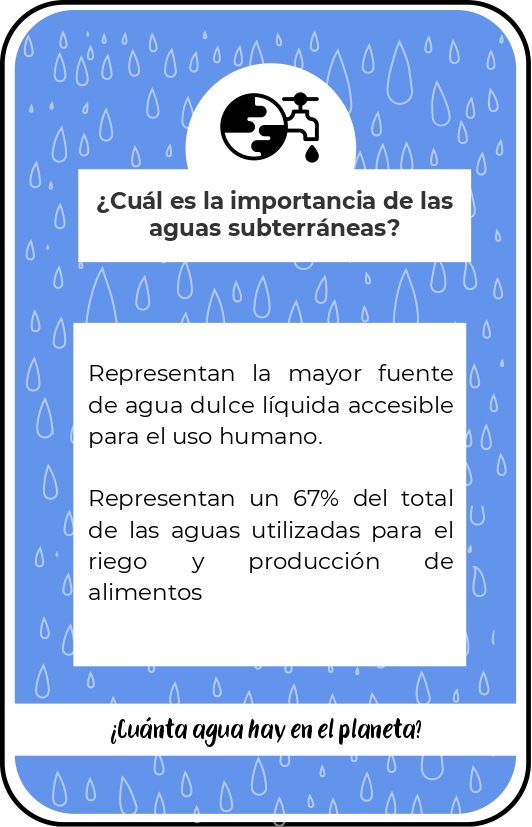 ¿Cuál es la importancia de las
aguas subterráneas?
Representan la mayor fuente
de agua dulce líquida accesible
para el uso humano.
Representan un 67% del total
de las aguas utilizadas para el
riego y producción de
alimentos
¿Cuánta agua hay en el planeta?